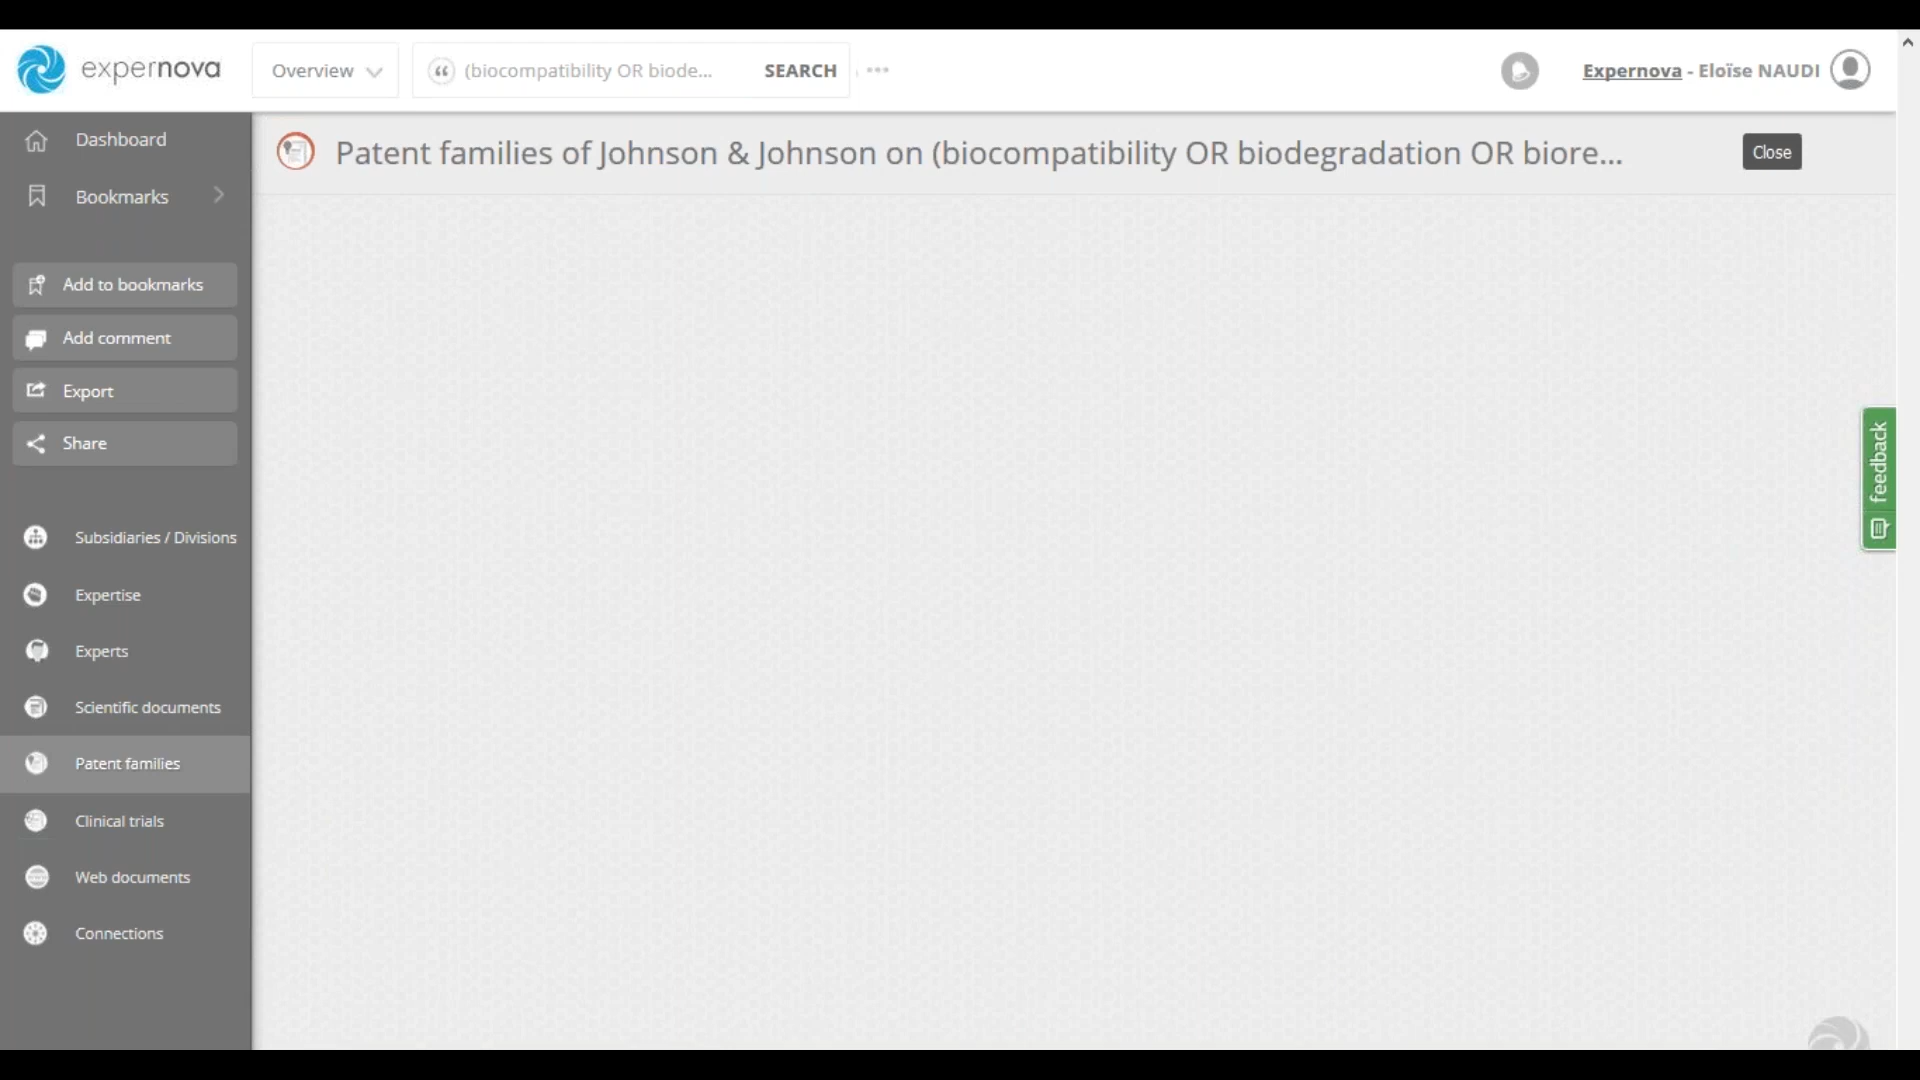 expernova
Overview
(biocompatibility OR biode...
SEARCH
Expernova - Eloïse NAUDI
Dashboard
Bookmarks
Add to bookmarks
Add comment
Export
Share
Subsidiaries / Divisions
Expertise
Experts
Scientific documents
Patent families
Clinical trials
Web documents
Connections
Patent families of Johnson & Johnson on (biocompatibility OR biodegradation OR biore...
Close
feedback